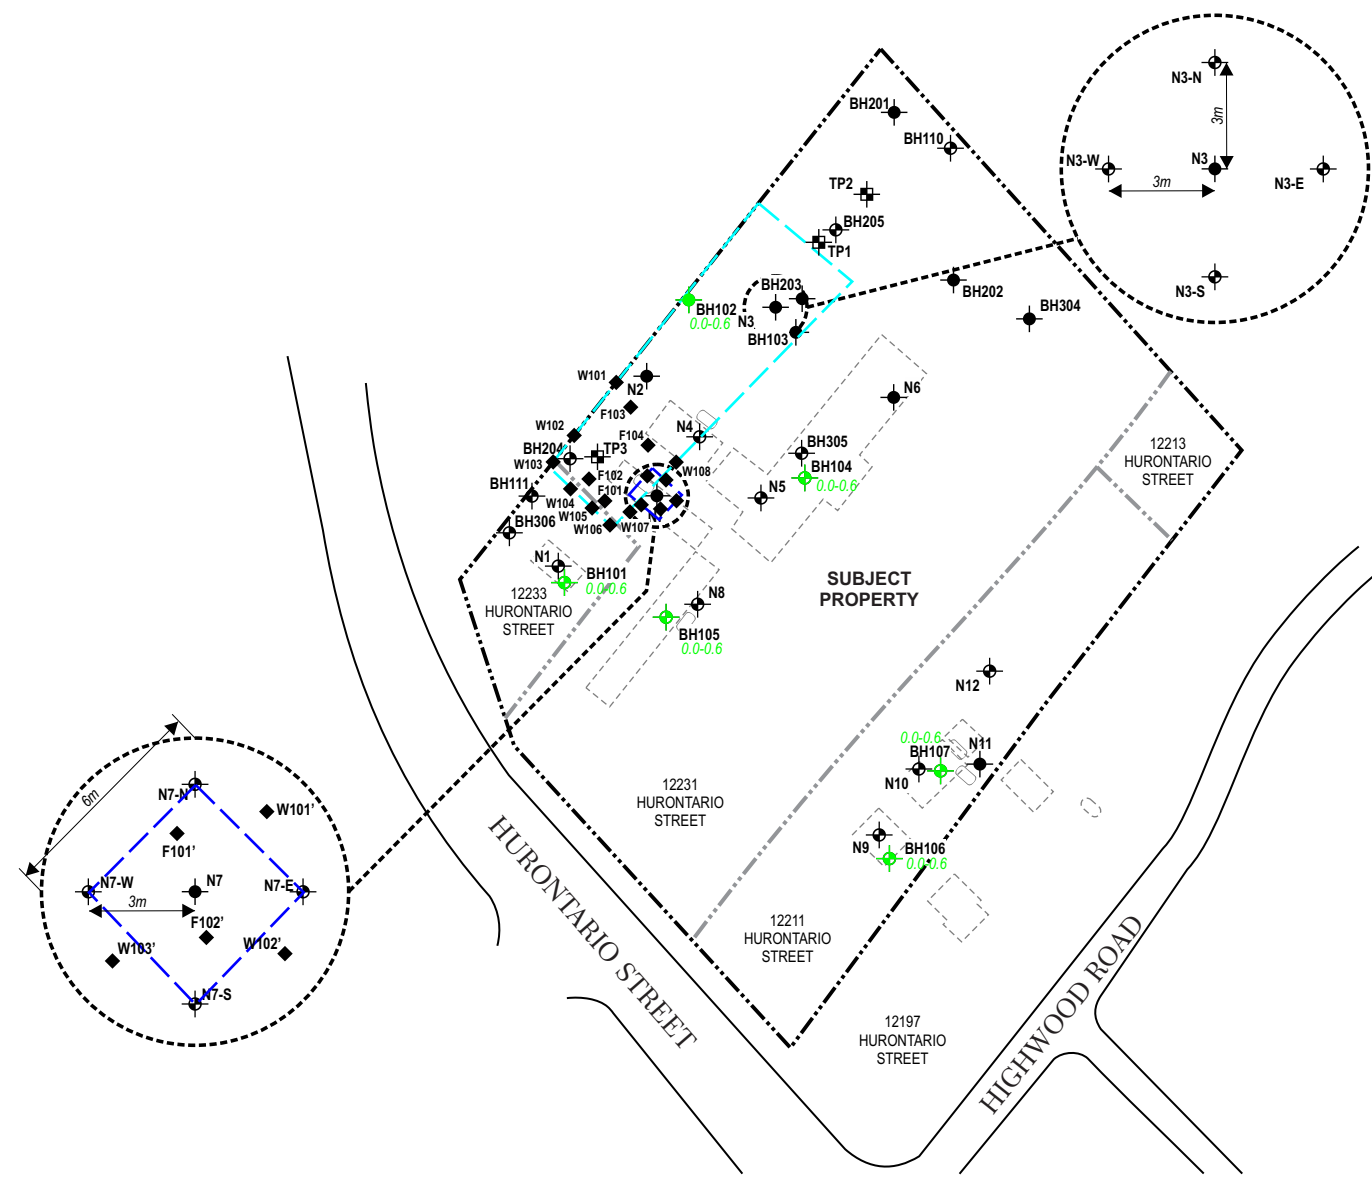 BH201
BH110
N3-N
3m
N3-W
N3
3m
N3-E
N3-S
TP2
BH205
TP1
BH203
BH202
BH102
0.0-0.6
N3
BH103
BH304
W101
N2
F103
N6
W102
F104
N4
BH204
TP3
W103
W108
BH305
BH104
0.0-0.6
F102
BH111
W104
F101
N5
W105
BH306
W106
W107
12213
HURONTARIO
STREET
N1
BH101
0.0-0.6
12233
HURONTARIO
STREET
N8
BH105
0.0-0.6
SUBJECT
PROPERTY
N12
0.0-0.6
BH107
N11
N10
12231
HURONTARIO
STREET
N9
BH106
0.0-0.6
6m
N7-N
W101'
F101'
N7-W
N7
N7-E
3m
F102'
W103'
W102'
N7-S
12211
HURONTARIO
STREET
HURONTARIO STREET
12197
HURONTARIO
STREET
HIGHWOOD ROAD